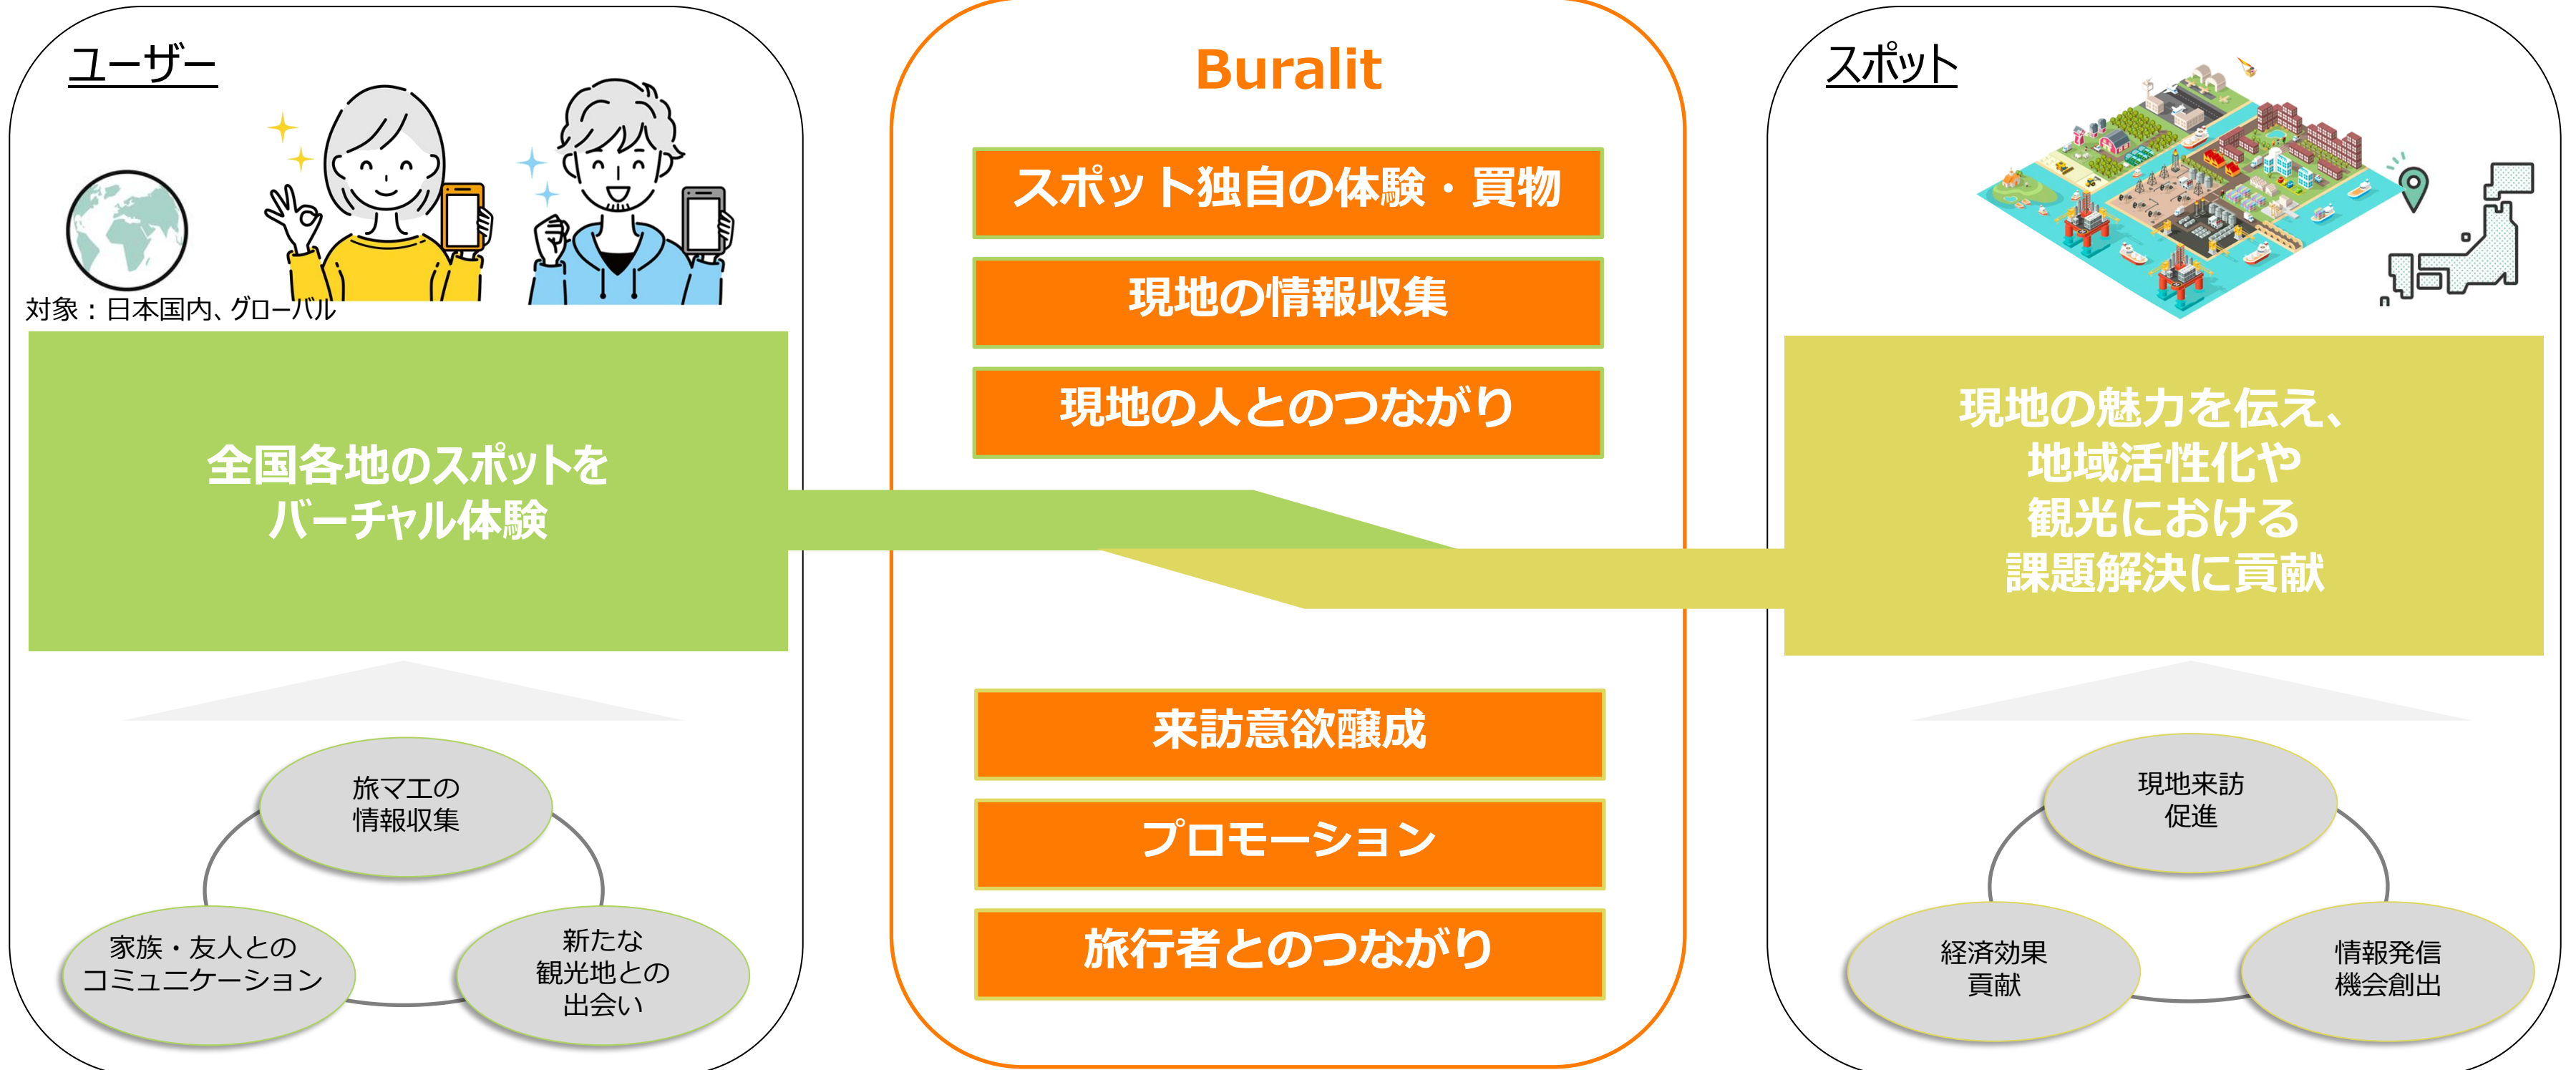 ユーザー
対象：日本国内、グローバル
全国各地のスポットを
バーチャル体験
旅マエの
情報収集
家族・友人との
コミュニケーション
新たな
観光地との
出会い
Buralit
スポット独自の体験・買物
現地の情報収集
現地の人とのつながり
来訪意欲醸成
プロモーション
旅行者とのつながり
スポット
現地の魅力を伝え、
地域活性化や
観光における
課題解決に貢献
現地来訪
促進
経済効果
貢献
情報発信
機会創出